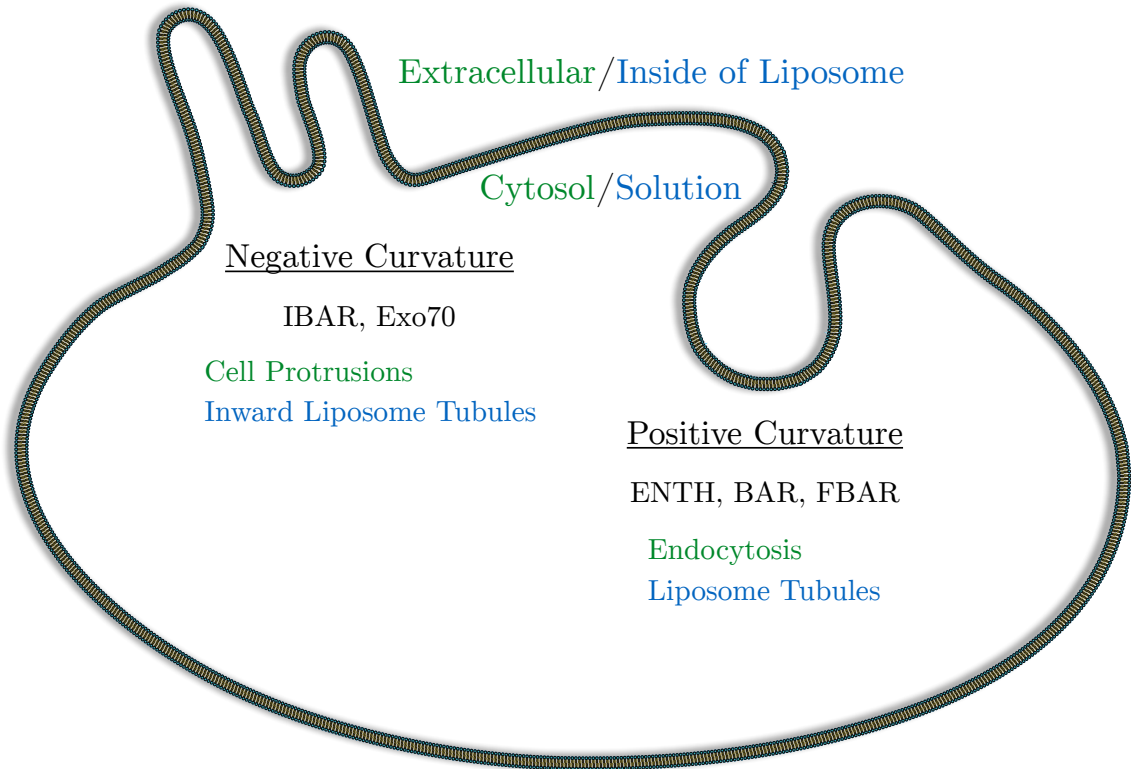 Extracellular/Inside of Liposome
Cytosol/Solution
Negative Curvature
IBAR, Exo70
Cell Protrusions
Inward Liposome Tubules
Positive Curvature
ENTH, BAR, FBAR
Endocytosis
Liposome Tubules